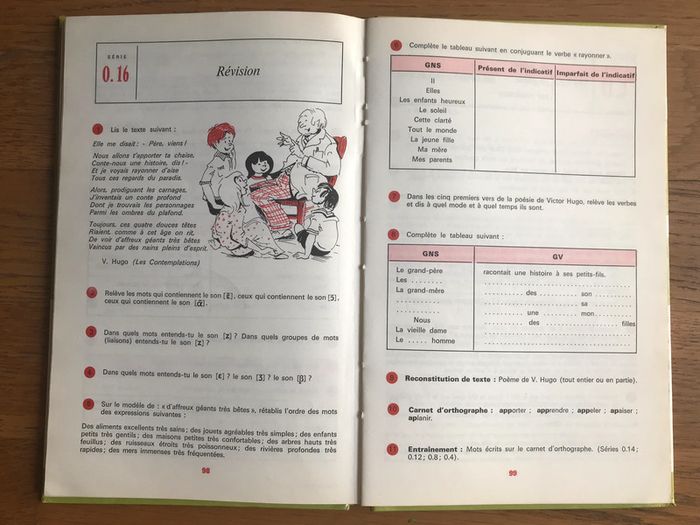 SÉRIE
0. 16
Révision
1 Lis le texte suivant :
Elle me disait : - Père, viens !
Nous allons t'apporter ta chaise,
Conte-nous une histoire, dis ! -
Et je voyais rayonner d'aise
Tous ces regards du paradis.
Alors, prodiguant les carnages,
J'inventais un conte profond
Dont je trouvais les personnages
Parmi les ombres du plafond.
Toujours, ces quatre douces têtes
Riaient, comme à cet âge on rit,
De voir d'affreux géants très bêtes
Vaincus par des nains pleins d'esprit.
V. Hugo (Les Contemplations)
2 Relève les mots qui contiennent le son [ɛ̃], ceux qui contiennent le son [ɔ̃],
ceux qui contiennent le son [ɑ̃].
3 Dans quels mots entends-tu le son [z] ? Dans quels groupes de mots
(liaisons) entends-tu le son [z] ?
4 Dans quels mots entends-tu le son [ɛ] ? le son [ʒ] ? le son [β] ?
5 Sur le modèle de : « d'affreux géants très bêtes », rétablis l'ordre des mots
des expressions suivantes :
Des aliments excellents très sains ; des jouets agréables très simples ; des enfants
petits très gentils ; des maisons petites très confortables ; des arbres hauts très
feuillus ; des ruisseaux étroits très poissonneux ; des rivières profondes très
rapides ; des mers immenses très fréquentées.
98
6 Complète le tableau suivant en conjuguant le verbe « rayonner ».
GNS Présent de l'indicatif Imparfait de l'indicatif
Il
Elles
Les enfants heureux
Le soleil
Cette clarté
Tout le monde
La jeune fille
Ma mère
Mes parents
7 Dans les cinq premiers vers de la poésie de Victor Hugo, relève les verbes
et dis à quel mode et à quel temps ils sont.
8 Complète le tableau suivant :
GNS GV
Le grand-père racontait une histoire à ses petits-fils.
Les ........
La grand-mère ........ des ........ son ........
........ sa ........
........ une ........ mon ........
Nous ........ des ........ filles
La vieille dame
Le ..... homme
9 Reconstitution de texte : Poème de V. Hugo (tout entier ou en partie).
10 Carnet d'orthographe : apporter ; apprendre ; appeler ; apaiser ;
aplanir.
11 Entrainement : Mots écrits sur le carnet d'orthographe. (Séries 0.14 ;
0.12 ; 0.8 ; 0.4).
99